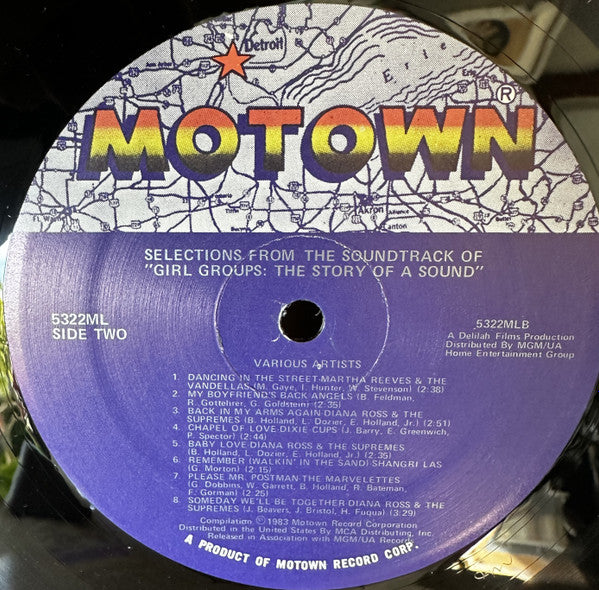 Detroit
Ann Arbor
Erie
Erie
MOTOWN®
Akron
Alliance
Canton
SELECTIONS FROM THE SOUNDTRACK OF
"GIRL GROUPS: THE STORY OF A SOUND"
5322ML
SIDE TWO
5322MLB
A Delilah Films Production
Distributed By MGM/UA
Home Entertainment Group
VARIOUS ARTISTS
1. DANCING IN THE STREET-MARTHA REEVES & THE
VANDELLAS (M. Gaye, I. Hunter, W. Stevenson) (2:38)
2. MY BOYFRIEND'S BACK-ANGELS (B. Feldman,
R. Gottehrer, G. Goldstein) (2:35)
3. BACK IN MY ARMS AGAIN-DIANA ROSS & THE
SUPREMES (B. Holland, L. Dozier, E. Holland, Jr.) (2:51)
4. CHAPEL OF LOVE-DIXIE CUPS (J. Barry, E. Greenwich,
P. Spector) (2:44)
5. BABY LOVE-DIANA ROSS & THE SUPREMES
(B. Holland, L. Dozier, E. Holland, Jr.) (2:35)
6. REMEMBER (WALKIN' IN THE SAND) SHANGRI LAS
(G. Morton) (2:15)
7. PLEASE MR. POSTMAN-THE MARVELETTES
(G. Dobbins, W. Garrett, B. Holland, R. Bateman,
F. Gorman) (2:25)
8. SOMEDAY WE'LL BE TOGETHER-DIANA ROSS & THE
SUPREMES (J. Beavers, J. Bristol, H. Fuqua) (3:29)
Compilation Ⓟ1983 Motown Record Corporation
Distributed in the United States By MCA Distributing, Inc.
Released in Association with MGM/UA Records
A PRODUCT OF MOTOWN RECORD CORP.